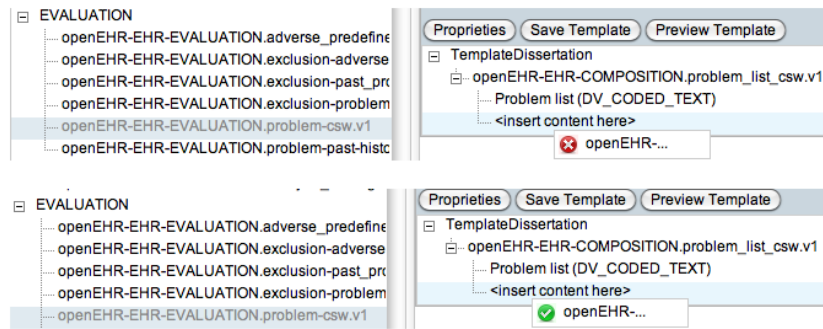 EVALUATION
openEHR-EHR-EVALUATION.adverse_predefine
openEHR-EHR-EVALUATION.exclusion-adverse
openEHR-EHR-EVALUATION.exclusion-past_pro
openEHR-EHR-EVALUATION.exclusion-problem
openEHR-EHR-EVALUATION.problem-csw.v1
openEHR-EHR-EVALUATION.problem-past-histo
Proprieties Save Template Preview Template
TemplateDissertation
openEHR-EHR-COMPOSITION.problem_list_csw.v1
Problem list (DV_CODED_TEXT)
<insert content here>
openEHR-...
EVALUATION
openEHR-EHR-EVALUATION.adverse_predefine
openEHR-EHR-EVALUATION.exclusion-adverse
openEHR-EHR-EVALUATION.exclusion-past_pro
openEHR-EHR-EVALUATION.exclusion-problem
openEHR-EHR-EVALUATION.problem-csw.v1
Proprieties Save Template Preview Template
TemplateDissertation
openEHR-EHR-COMPOSITION.problem_list_csw.v1
Problem list (DV_CODED_TEXT)
<insert content here>
openEHR-...